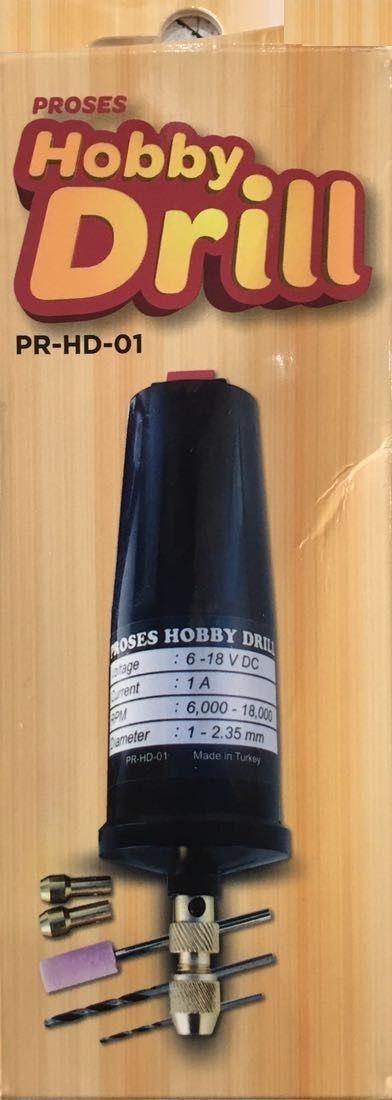 PROSES
Hobby
Drill
PR-HD-01
PROSES HOBBY DRILL
Voltage : 6 -18 V DC
Current : 1 A
RPM : 6,000 - 18,000
Diameter : 1 - 2.35 mm
PR-HD-01 Made in Turkey